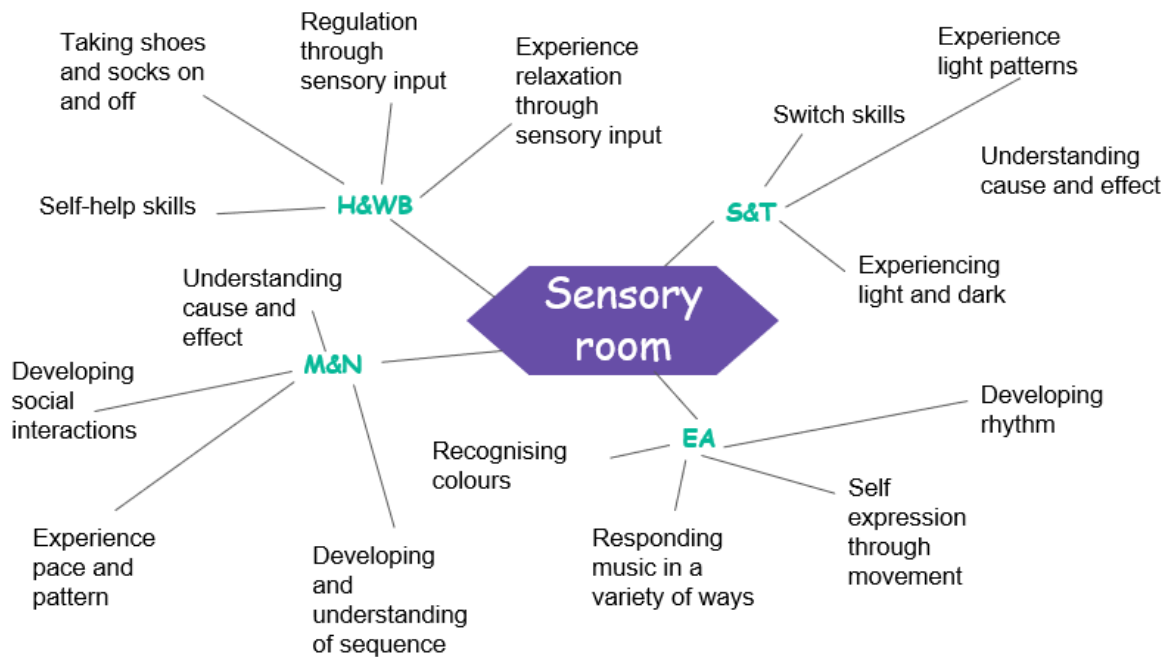 Taking shoes
and socks on
and off
Regulation
through
sensory input
Experience
relaxation
through
sensory input
Experience
light patterns
Switch skills
Understanding
cause and effect
Self-help skills
H&WB
S&T
Experiencing
light and dark
Sensory
room
Understanding
cause and
effect
M&N
Developing
social
interactions
Experience
pace and
pattern
Developing
and
understanding
of sequence
EA
Recognising
colours
Responding
music in a
variety of ways
Developing
rhythm
Self
expression
through
movement